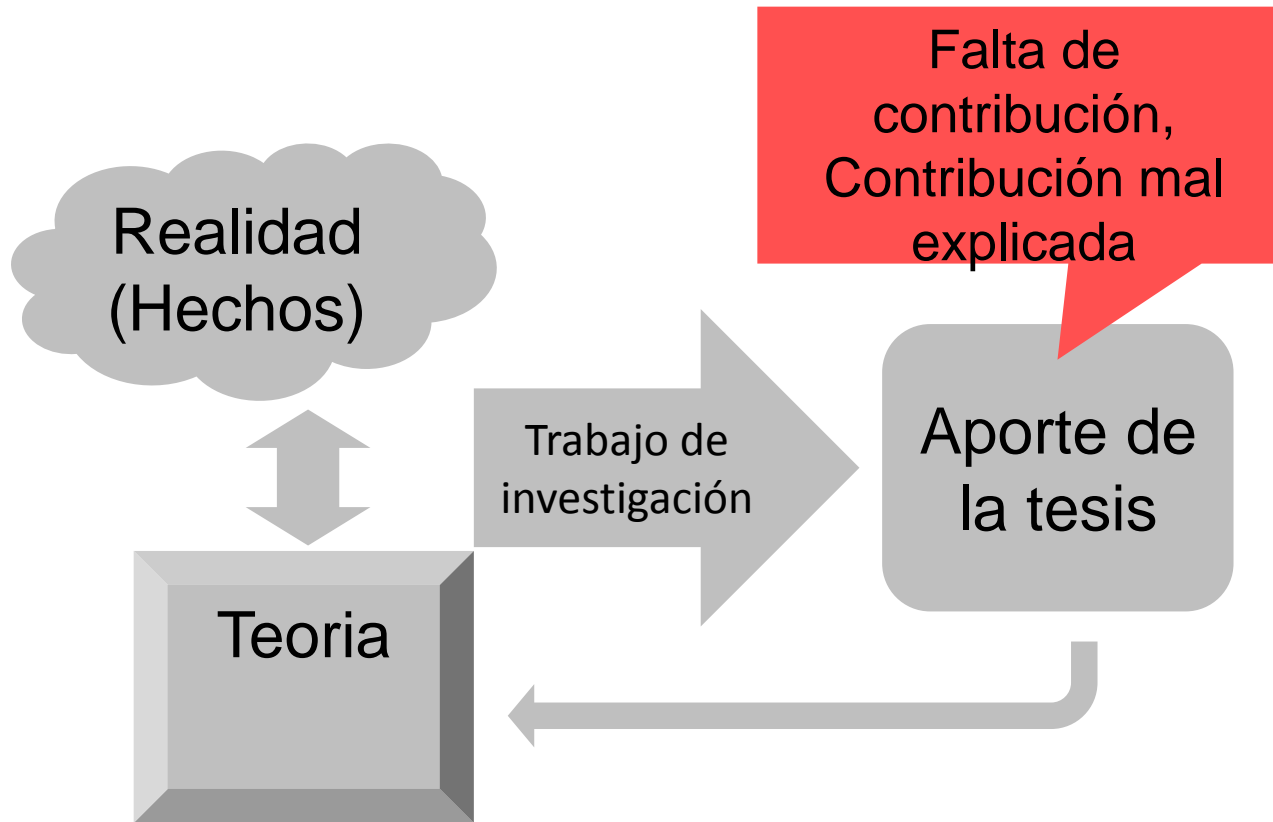 Falta de
contribución,
Contribución mal
explicada
Realidad
(Hechos)
Trabajo de
investigación
Aporte de
la tesis
Teoria